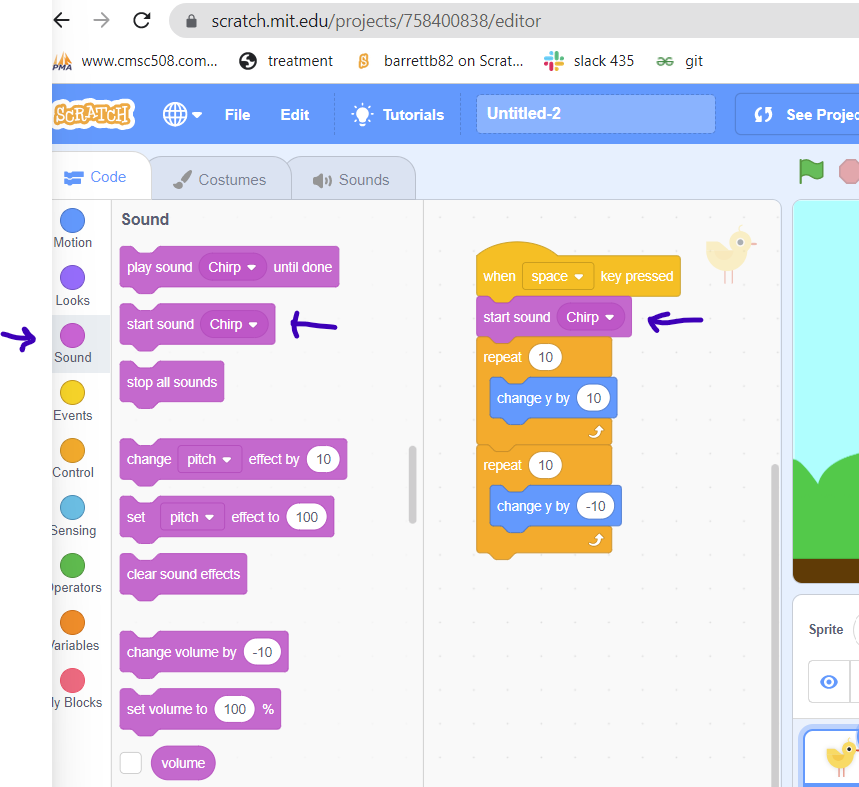 scratch.mit.edu/projects/758400838/editor
PMA www.cmsc508.com... treatment barrettb82 on Scrat... slack 435 git
SCRATCH File Edit Tutorials Untitled-2 See Projec
Code Costumes Sounds
Motion
Looks
Sound
Events
Control
Sensing
Operators
Variables
My Blocks
Sound
play sound Chirp until done
start sound Chirp
stop all sounds
change pitch effect by 10
set pitch effect to 100
clear sound effects
change volume by -10
set volume to 100 %
volume
when space key pressed
start sound Chirp
repeat 10
change y by 10
repeat 10
change y by -10
Sprite